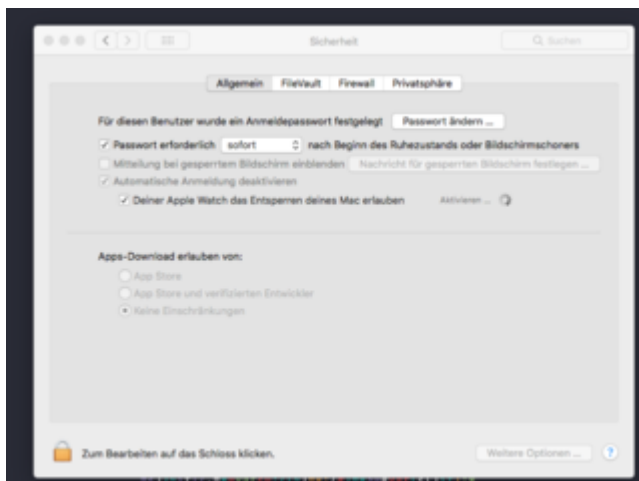 Sicherheit
Suchen
Allgemein FileVault Firewall Privatsphäre
Für diesen Benutzer wurde ein Anmeldepasswort festgelegt Passwort ändern ...
Passwort erforderlich sofort nach Beginn des Ruhezustands oder Bildschirmschoners
Mitteilung bei gesperrtem Bildschirm einblenden Nachricht für gesperrten Bildschirm festlegen ...
Automatische Anmeldung deaktivieren
Deiner Apple Watch das Entsperren deines Mac erlauben Aktivieren ...
Apps-Download erlauben von:
App Store
App Store und verifizierten Entwickler
Keine Einschränkungen
Zum Bearbeiten auf das Schloss klicken.
Weitere Optionen ... ?